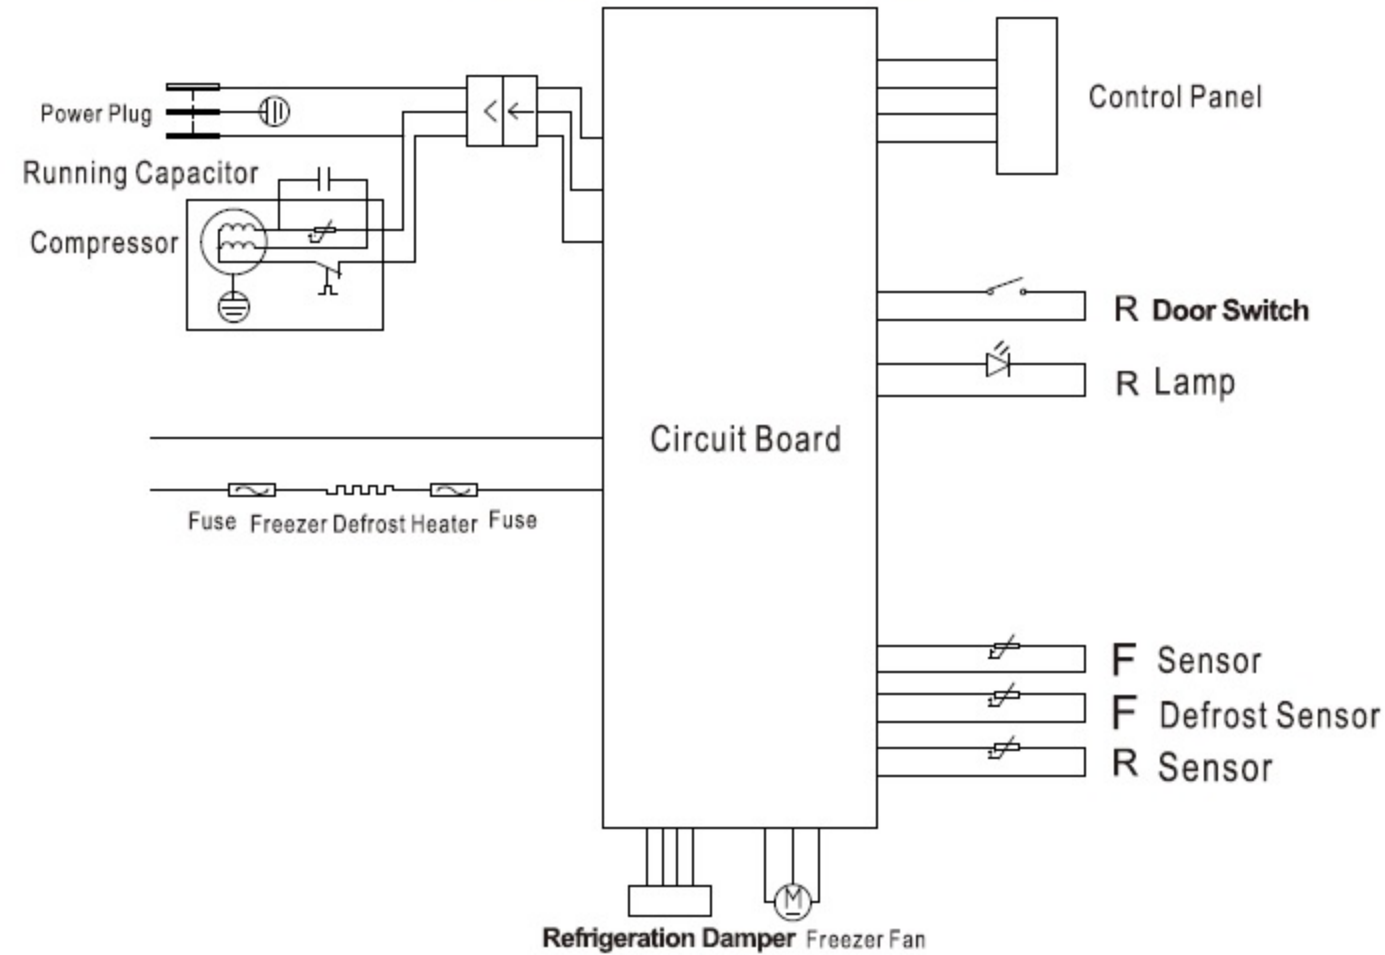 Control Panel
Power Plug
Running Capacitor
Compressor
R Door Switch
R Lamp
Circuit Board
Fuse Freezer Defrost Heater Fuse
F Sensor
F Defrost Sensor
R Sensor
M
Refrigeration Damper Freezer Fan